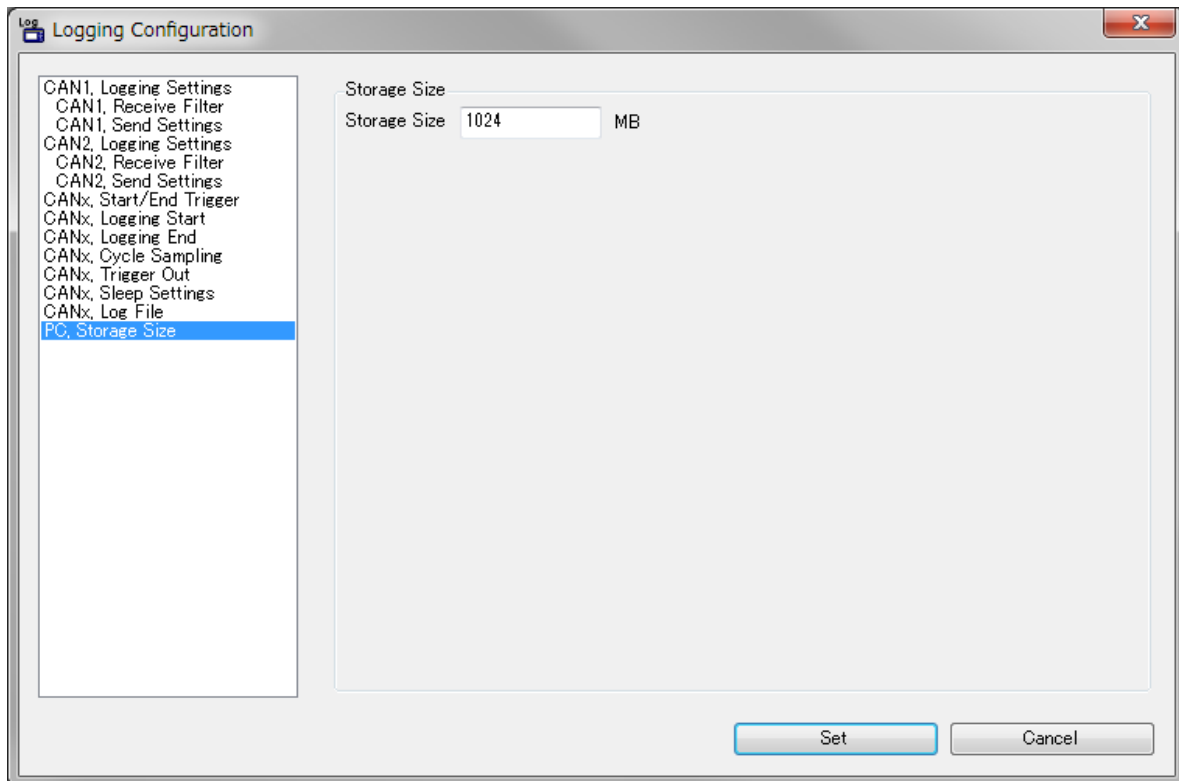 Log
Logging Configuration
CAN1, Logging Settings
CAN1, Receive Filter
CAN1, Send Settings
CAN2, Logging Settings
CAN2, Receive Filter
CAN2, Send Settings
CANx, Start/End Trigger
CANx, Logging Start
CANx, Logging End
CANx, Cycle Sampling
CANx, Trigger Out
CANx, Sleep Settings
CANx, Log File
PC, Storage Size
Storage Size
Storage Size 1024 MB
Set Cancel